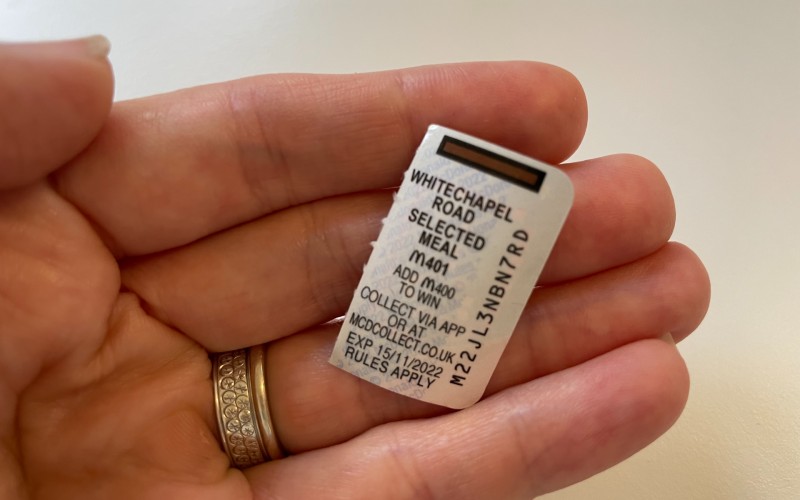 WHITECHAPEL
ROAD
SELECTED
MEAL
m401
ADD m400
TO WIN
COLLECT VIA APP
OR AT
MCDCOLLECT.CO.UK
EXP 15/11/2022
RULES APPLY
M22JL3NBN7RD